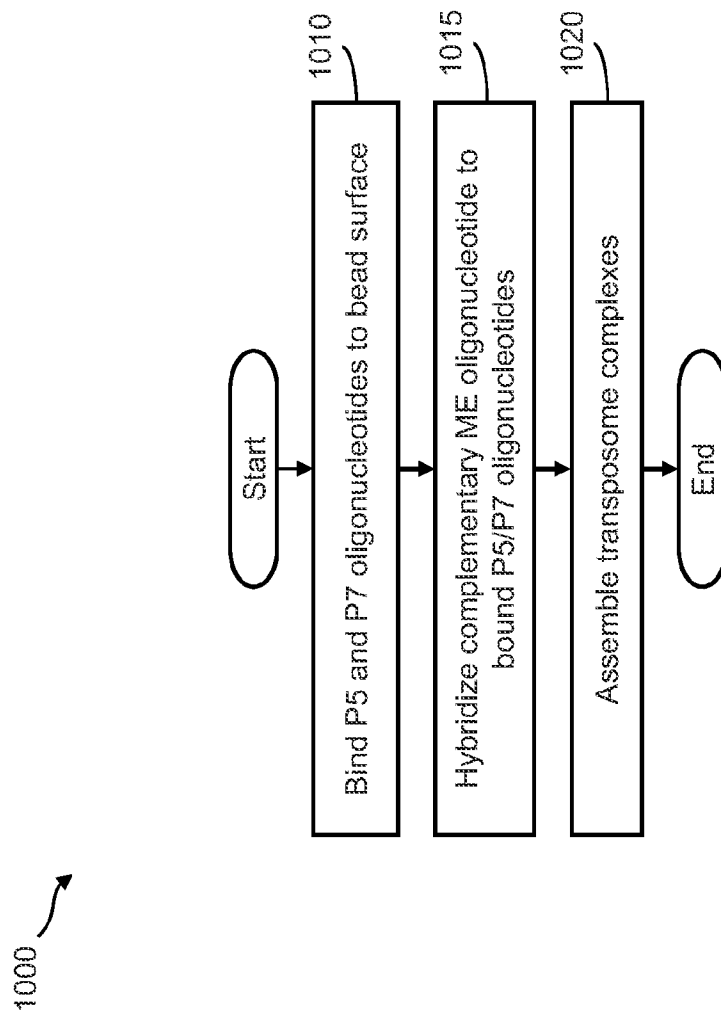 1000
Start
Bind P5 and P7 oligonucleotides to bead surface
1010
Hybridize complementary ME oligonucleotide to
bound P5/P7 oligonucleotides
1015
Assemble transposome complexes
1020
End